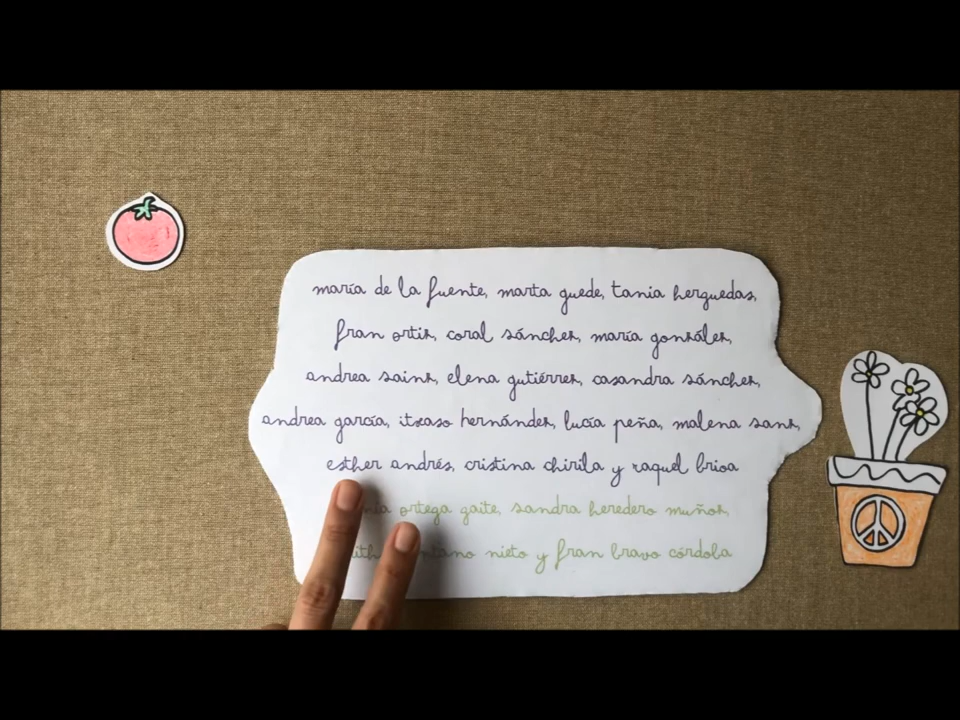 maría de la fuente, marta guede, tania herguedas,
fran ortiz, coral sánchez, maría gonzález,
andrea sainz, elena gutiérrez, casandra sánchez,
andrea garcía, itxaso hernández, lucía peña, malena sanz,
esther andrés, cristina chirila y raquel brioa
ortega gaite, sandra heredero muñoz,
nieto y fran bravo córdoba